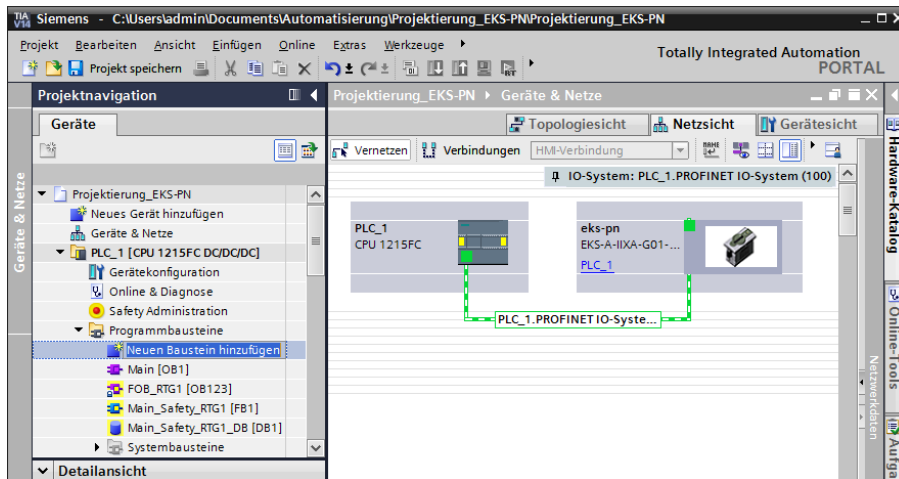 TIA V14 Siemens - C:\Users\admin\Documents\Automatisierung\Projektierung_EKS-PN\Projektierung_EKS-PN
Projekt Bearbeiten Ansicht Einfügen Online Extras Werkzeuge
Totally Integrated Automation
PORTAL
Projekt speichern
Projektnavigation
Geräte
Geräte & Netze
Projektierung_EKS-PN
Neues Gerät hinzufügen
Geräte & Netze
PLC_1 [CPU 1215FC DC/DC/DC]
Gerätekonfiguration
Online & Diagnose
Safety Administration
Programmbausteine
Neuen Baustein hinzufügen
Main [OB1]
FOB_RTG1 [OB123]
Main_Safety_RTG1 [FB1]
Main_Safety_RTG1_DB [DB1]
Systembausteine
Detailansicht
Projektierung_EKS-PN Geräte & Netze
Topologiesicht Netzsicht Gerätesicht
Vernetzen Verbindungen HMI-Verbindung
IO-System: PLC_1.PROFINET IO-System (100)
PLC_1
CPU 1215FC
eks-pn
EKS-A-IIXA-G01-...
PLC_1
PLC_1.PROFINET IO-Syste...
Netzwerkdaten
Hardware-Katalog
Online-Tools
Aufga